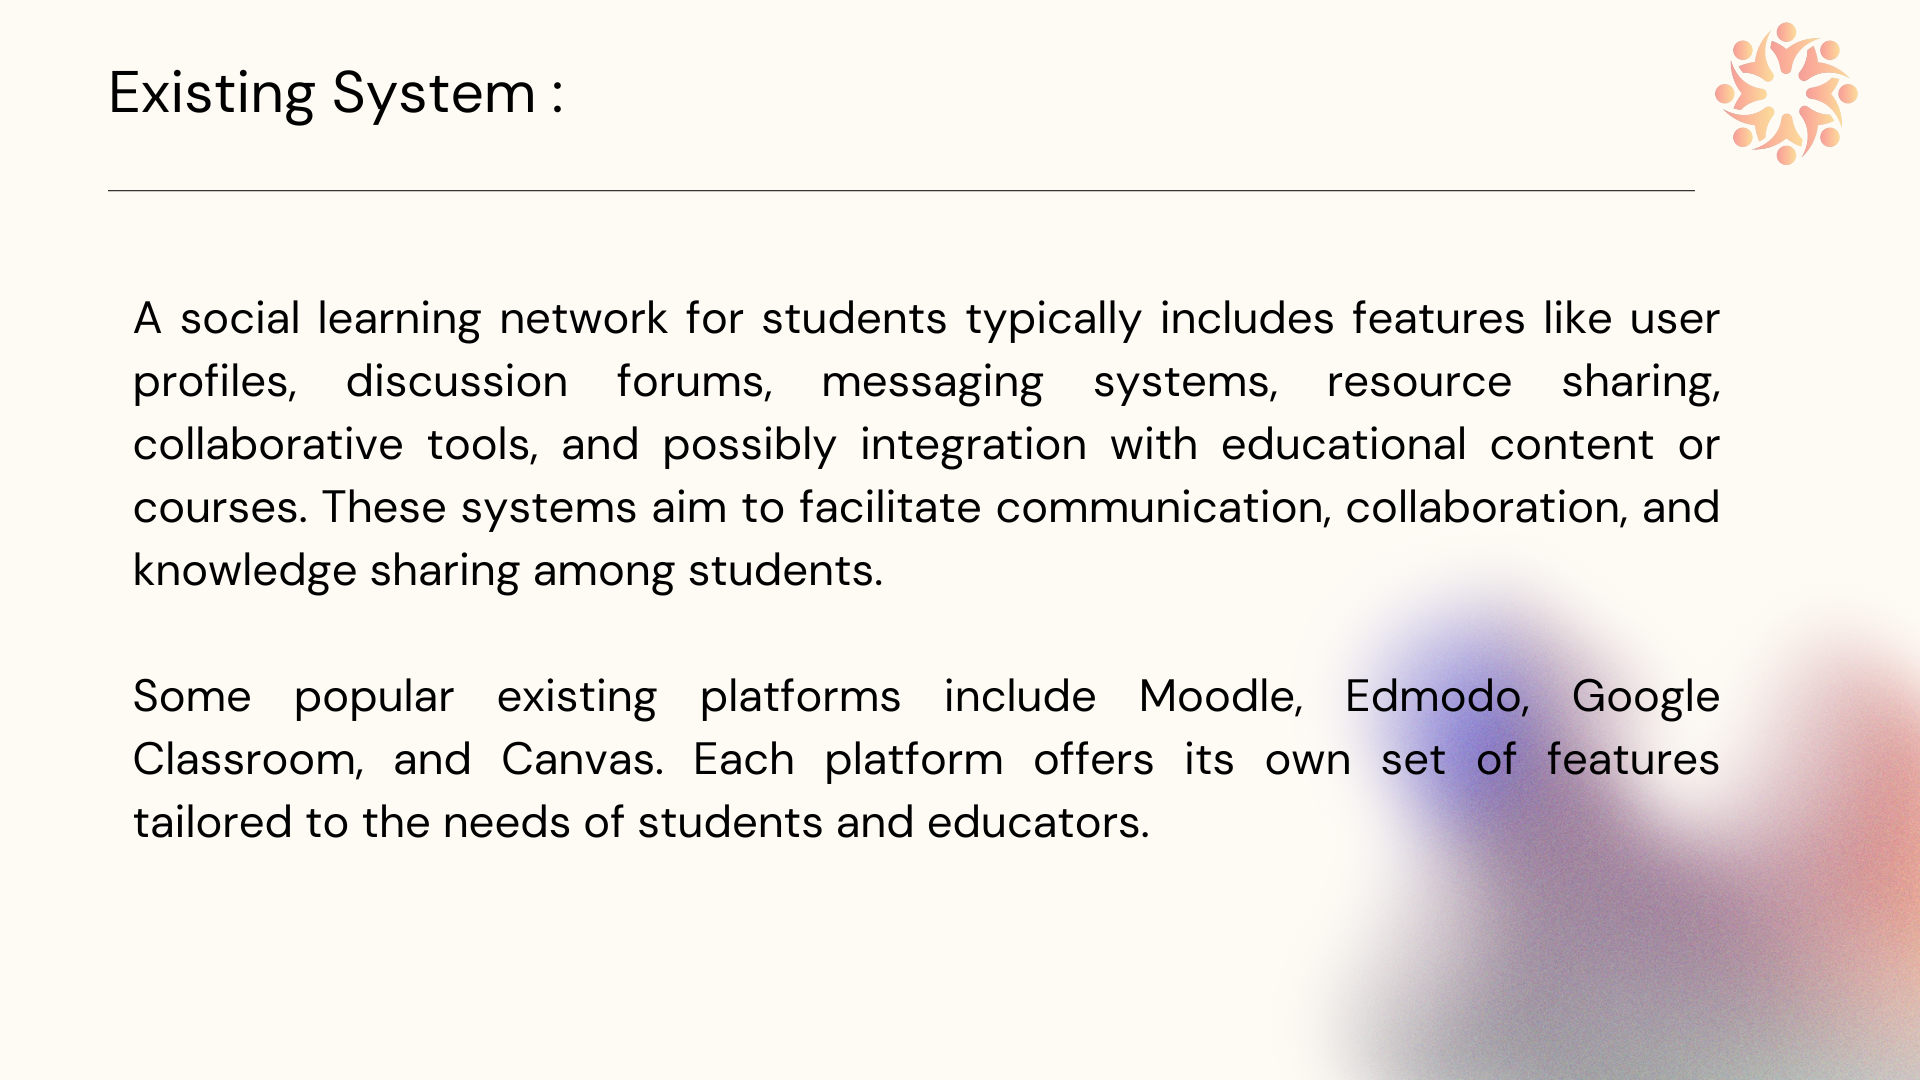 Existing System :
A social learning network for students typically includes features like user
profiles, discussion forums, messaging systems, resource sharing,
collaborative tools, and possibly integration with educational content or
courses. These systems aim to facilitate communication, collaboration, and
knowledge sharing among students.
Some popular existing platforms include Moodle, Edmodo, Google
Classroom, and Canvas. Each platform offers its own set of features
tailored to the needs of students and educators.